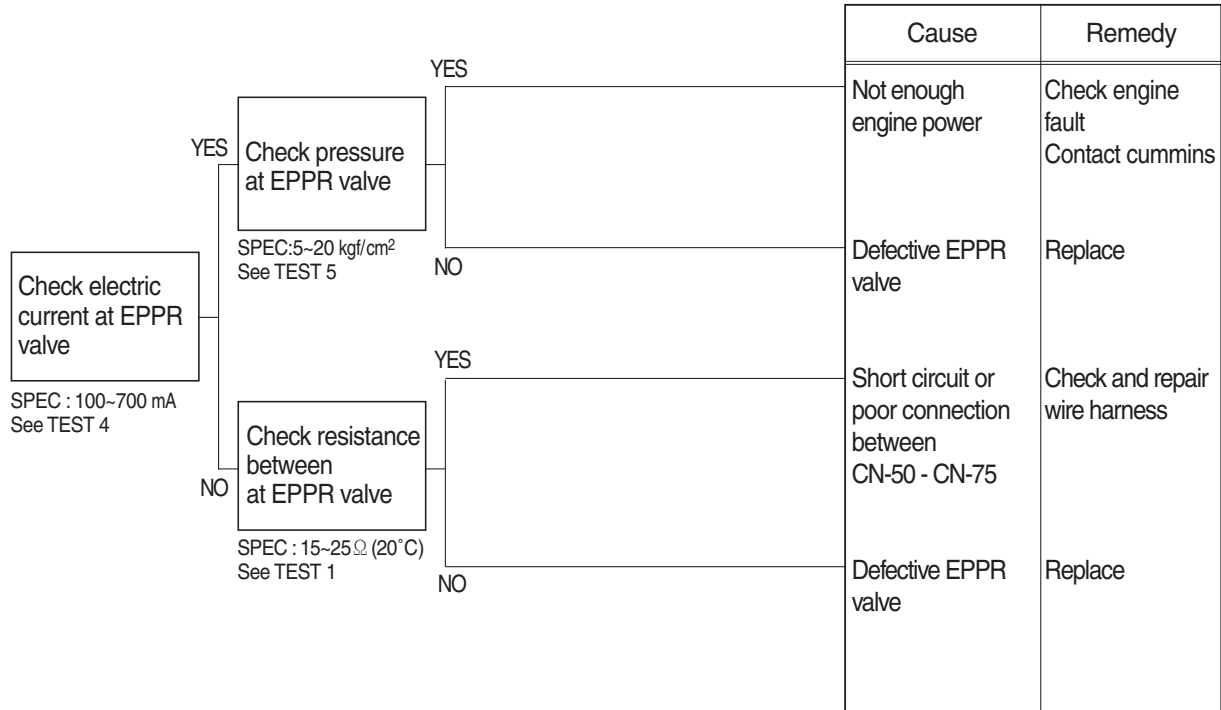 Cause
Remedy
YES
Not enough
engine power
Check engine
fault
Contact cummins
YES
Check pressure
at EPPR valve
SPEC:5~20 kgf/cm²
See TEST 5
NO
Defective EPPR
valve
Replace
Check electric
current at EPPR
valve
SPEC : 100~700 mA
See TEST 4
YES
Short circuit or
poor connection
between
CN-50 - CN-75
Check and repair
wire harness
NO
Check resistance
between
at EPPR valve
SPEC : 15~25Ω (20˚C)
See TEST 1
NO
Defective EPPR
valve
Replace